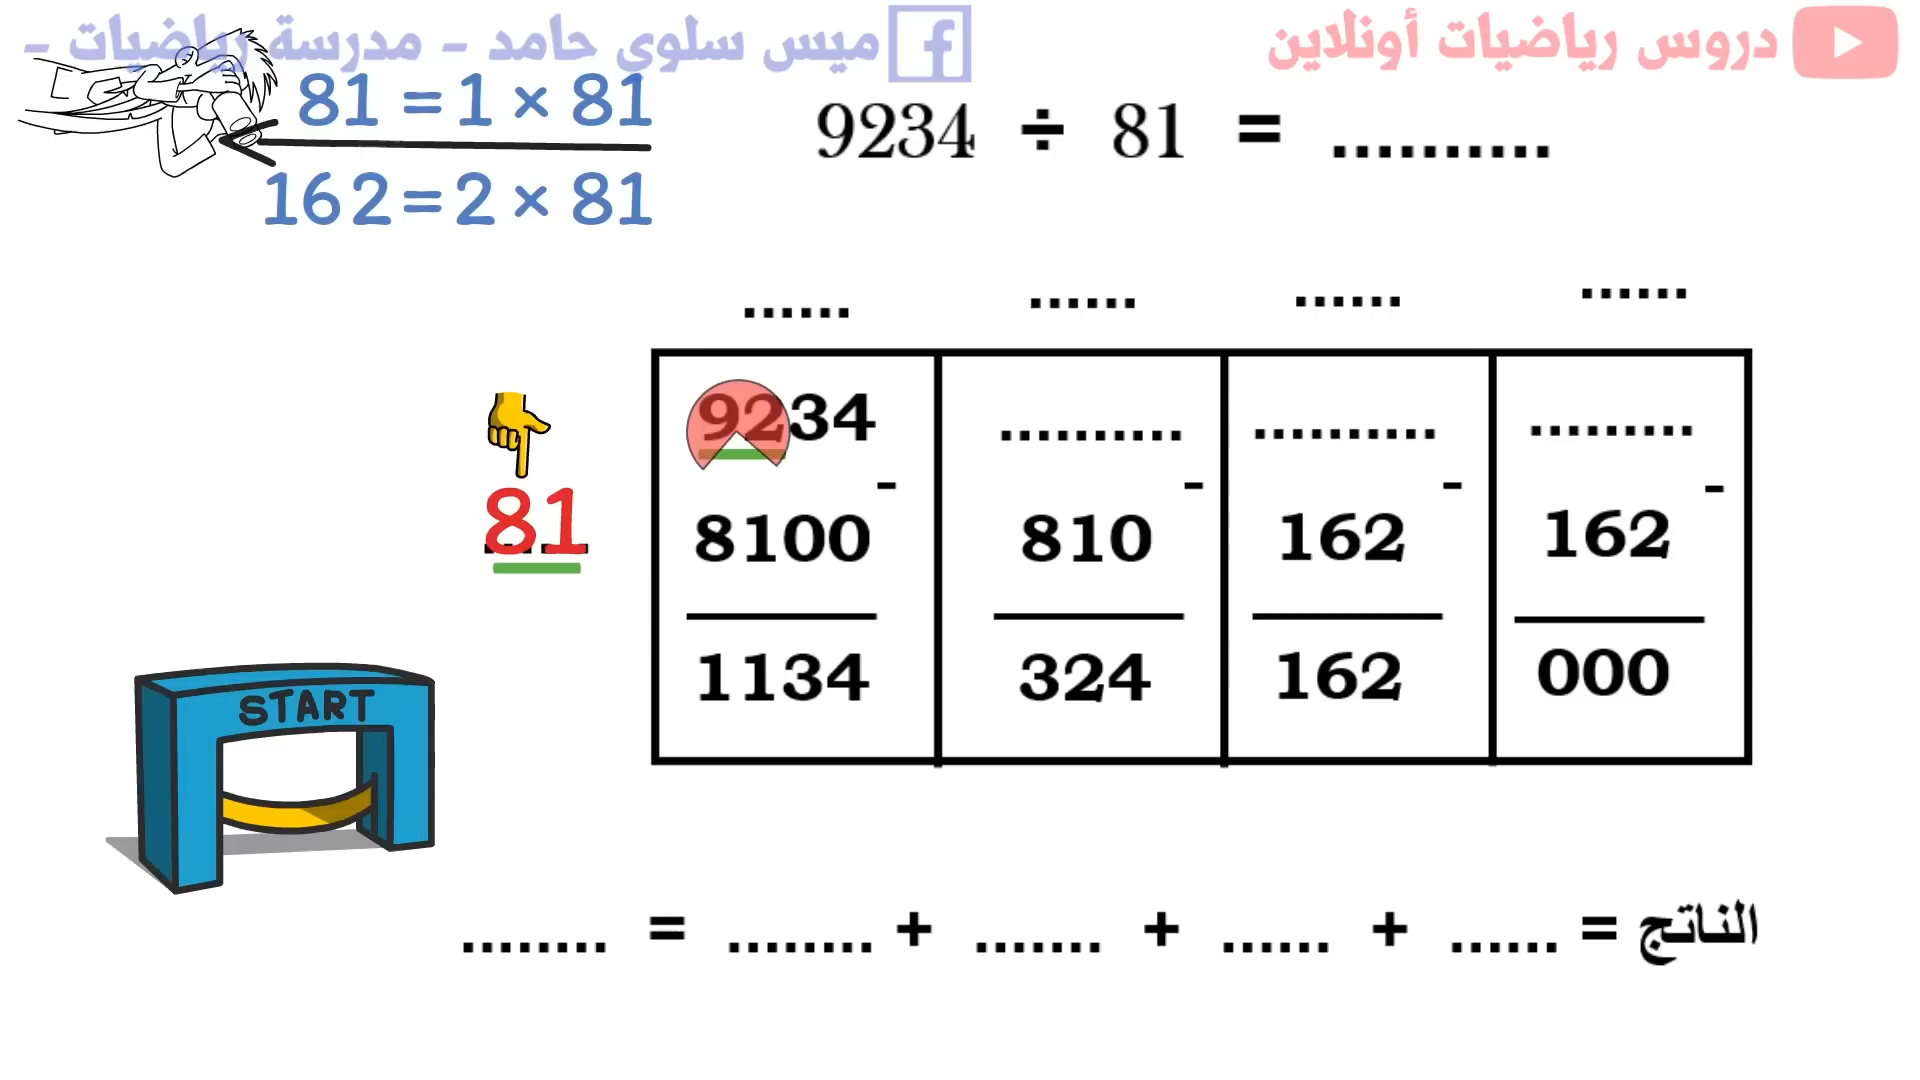 دروس رياضيات أونلاين
ميس سلوى حامد - مدرسة رياضيات -
81 = 1 × 81
162 = 2 × 81
9234 ÷ 81 = ..........
...... ...... ...... ......
81
9234 .......... .......... .........
- - - -
8100 810 162 162
1134 324 162 000
START
الناتج = ...... + ...... + ....... + ........ = ........